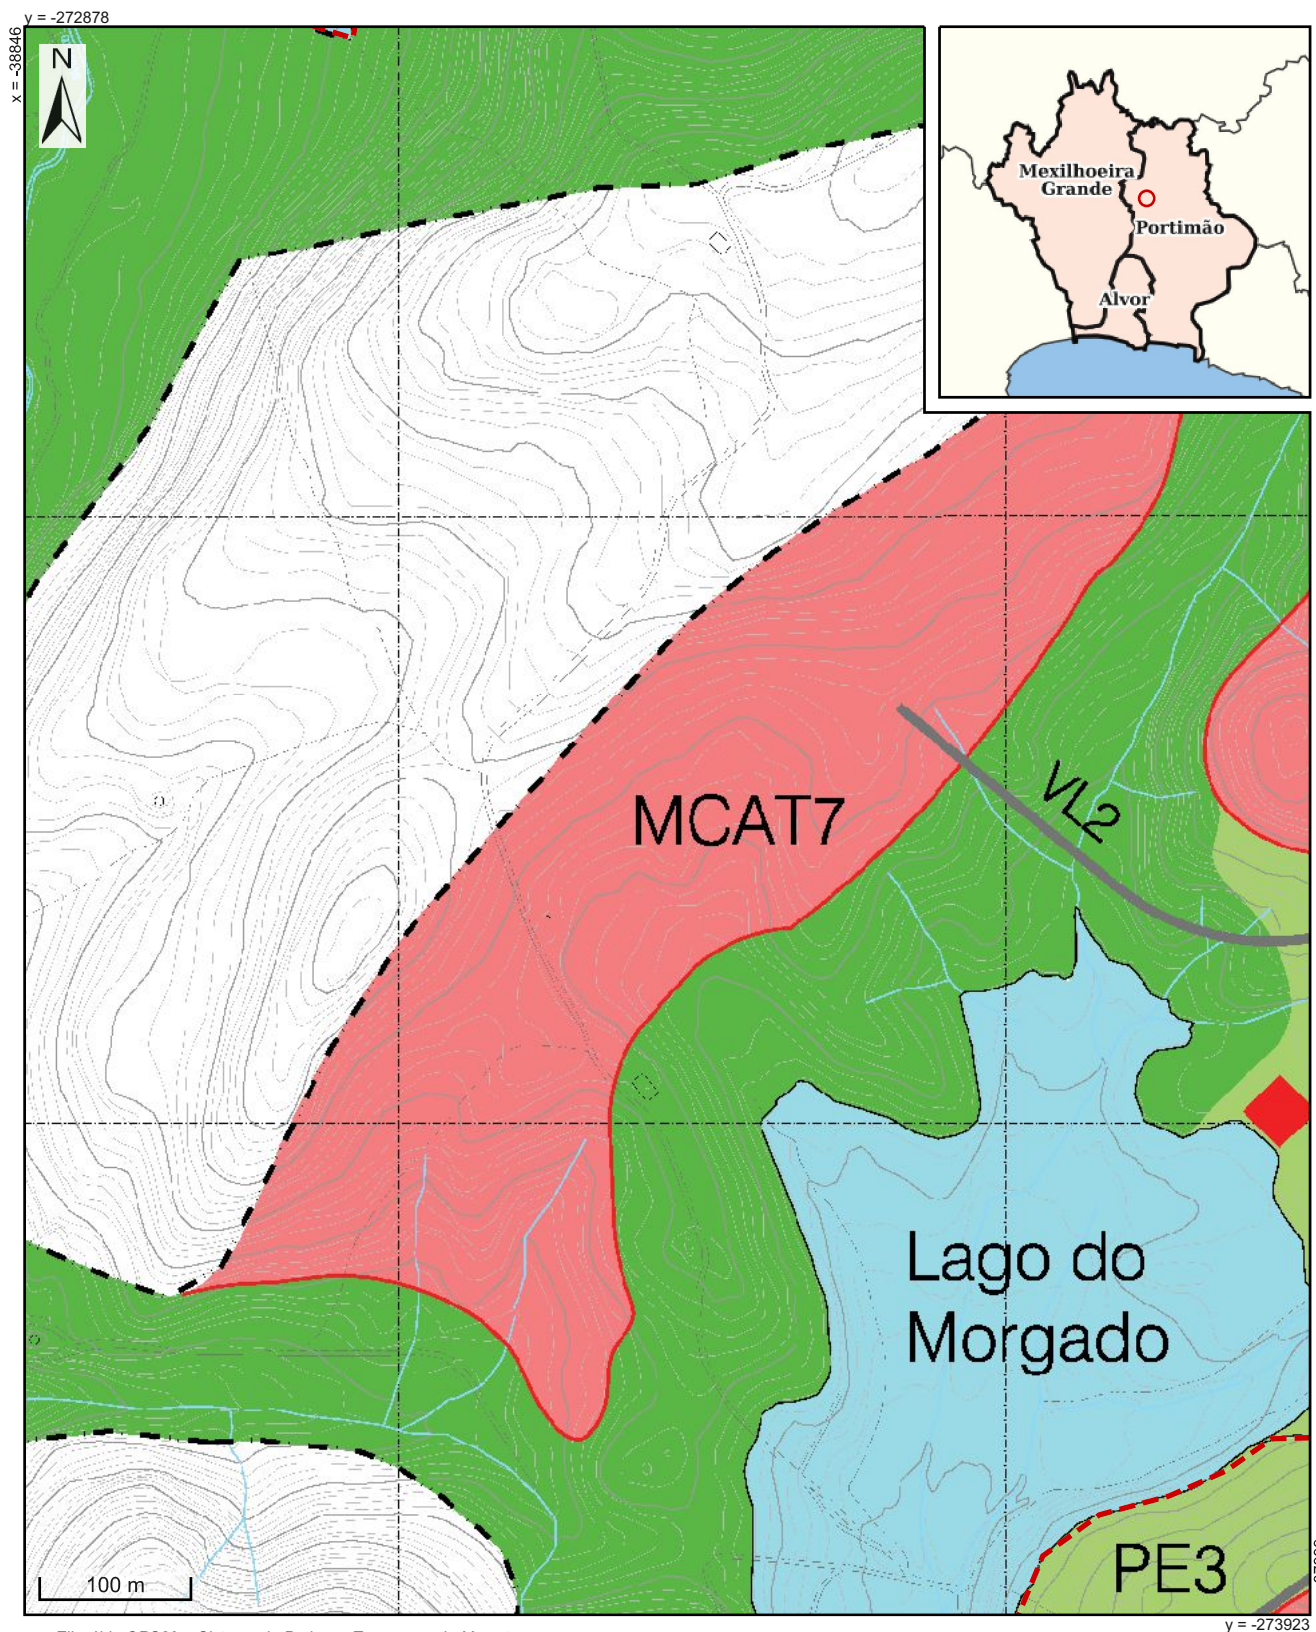 y = -272878
x = -38846
N
Mexilhoeira
Grande
Portimão
Alvor
MCAT7
VL2
Lago do
Morgado
PE3
100 m
y = -273923